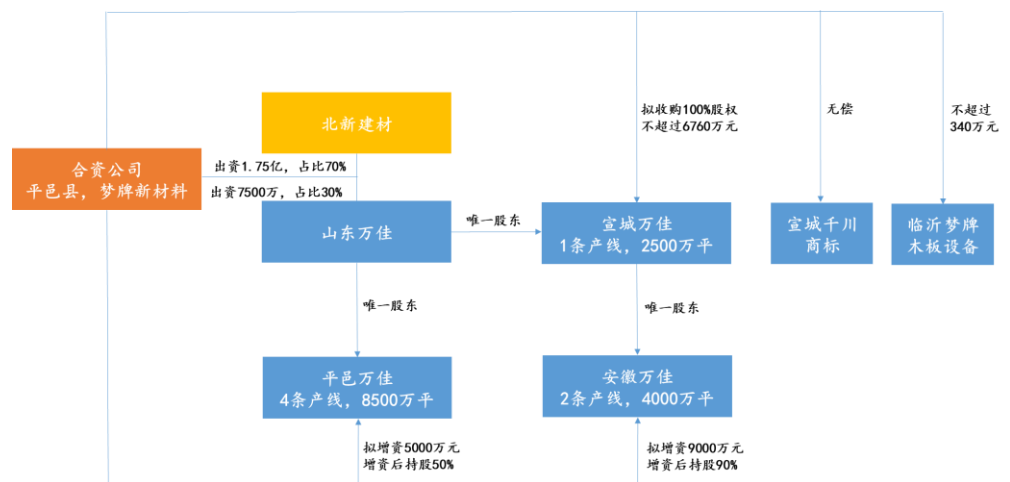 拟收购100%股权
不超过6760万元
无偿
不超过
340万元
北新建材
合资公司
平邑县，梦牌新材料
出资1.75亿，占比70%
出资7500万，占比30%
山东万佳
唯一股东
宣城万佳
1条产线，2500万平
宣城千川
商标
临沂梦牌
木板设备
唯一股东
唯一股东
平邑万佳
4条产线，8500万平
安徽万佳
2条产线，4000万平
拟增资5000万元
增资后持股50%
拟增资9000万元
增资后持股90%